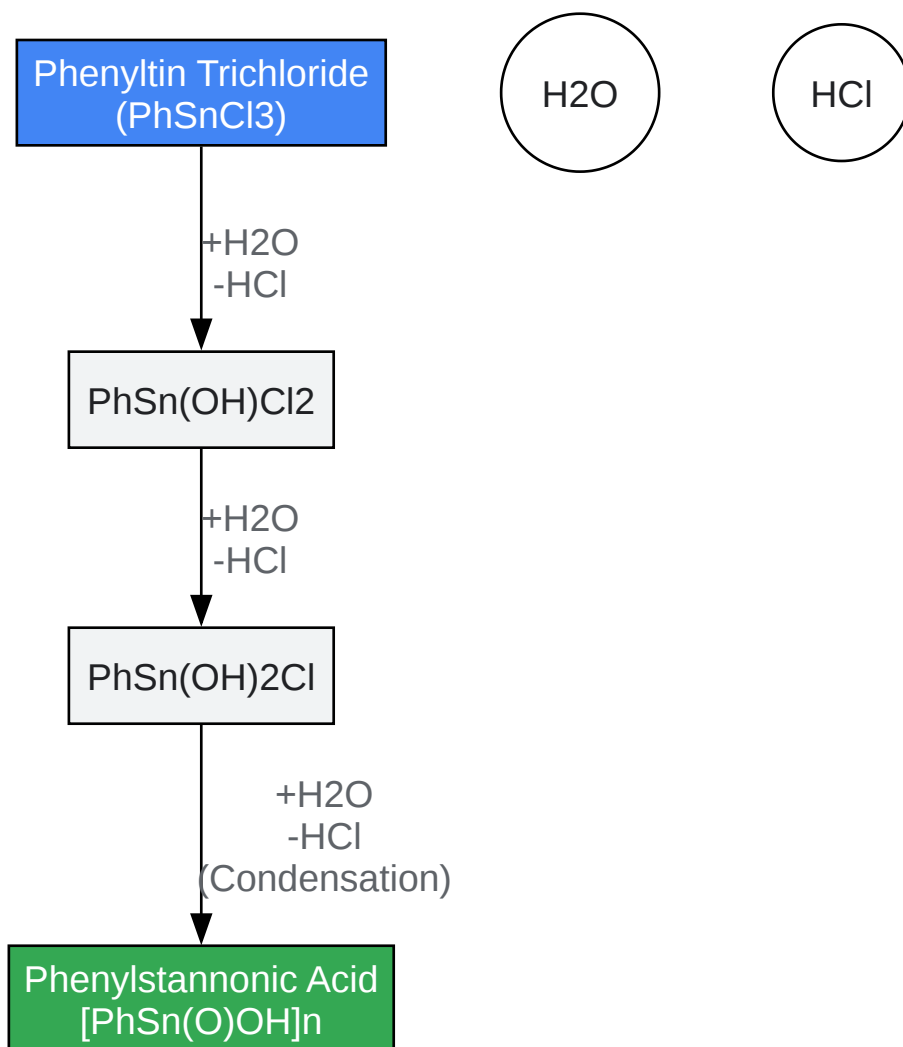 Phenyltin Trichloride
(PhSnCl3)
H2O
HCl
+H2O
-HCl
PhSn(OH)Cl2
+H2O
-HCl
PhSn(OH)2Cl
+H2O
-HCl
(Condensation)
Phenylstannonic Acid
[PhSn(O)OH]n